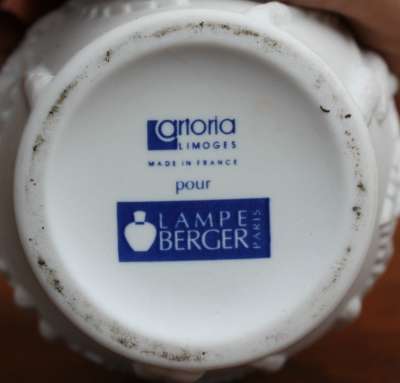 artoria
LIMOGES
MADE IN FRANCE
pour
LAMPE
BERGER
PARIS